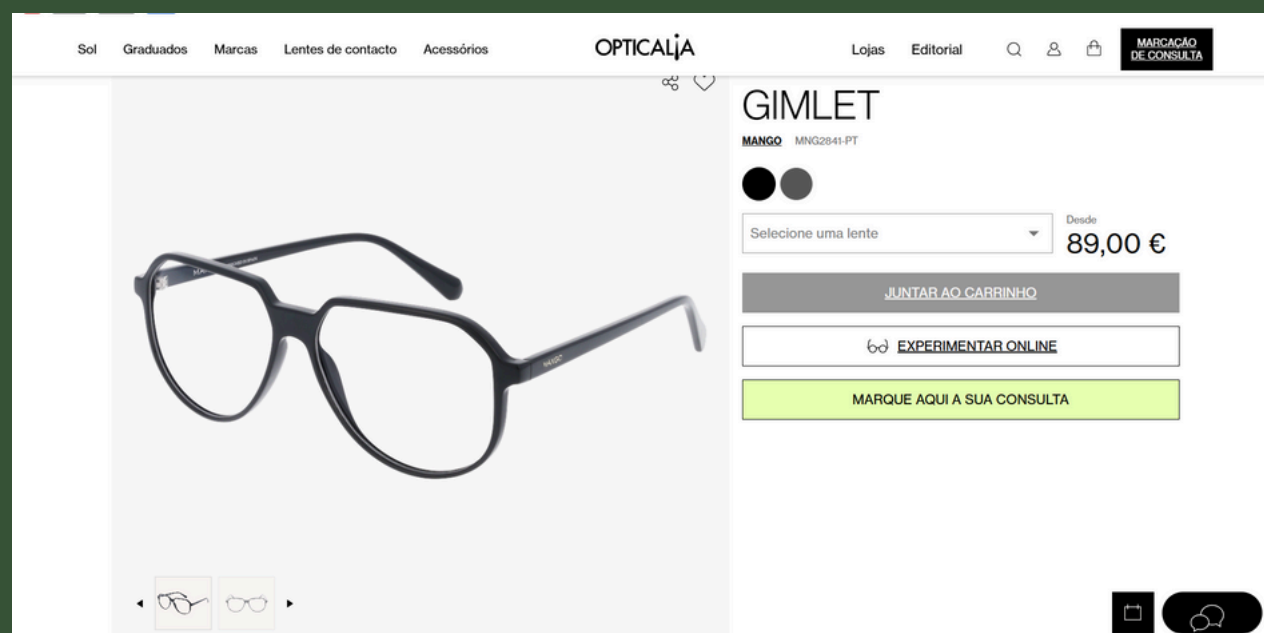 Sol
Graduados
Marcas
Lentes de contacto
Acessórios
OPTICALiA
Lojas
Editorial
MARCAÇÃO
DE CONSULTA
GIMLET
MANGO MNG2841-PT
Selecione uma lente
Desde
89,00 €
JUNTAR AO CARRINHO
EXPERIMENTAR ONLINE
MARQUE AQUI A SUA CONSULTA
MANGO